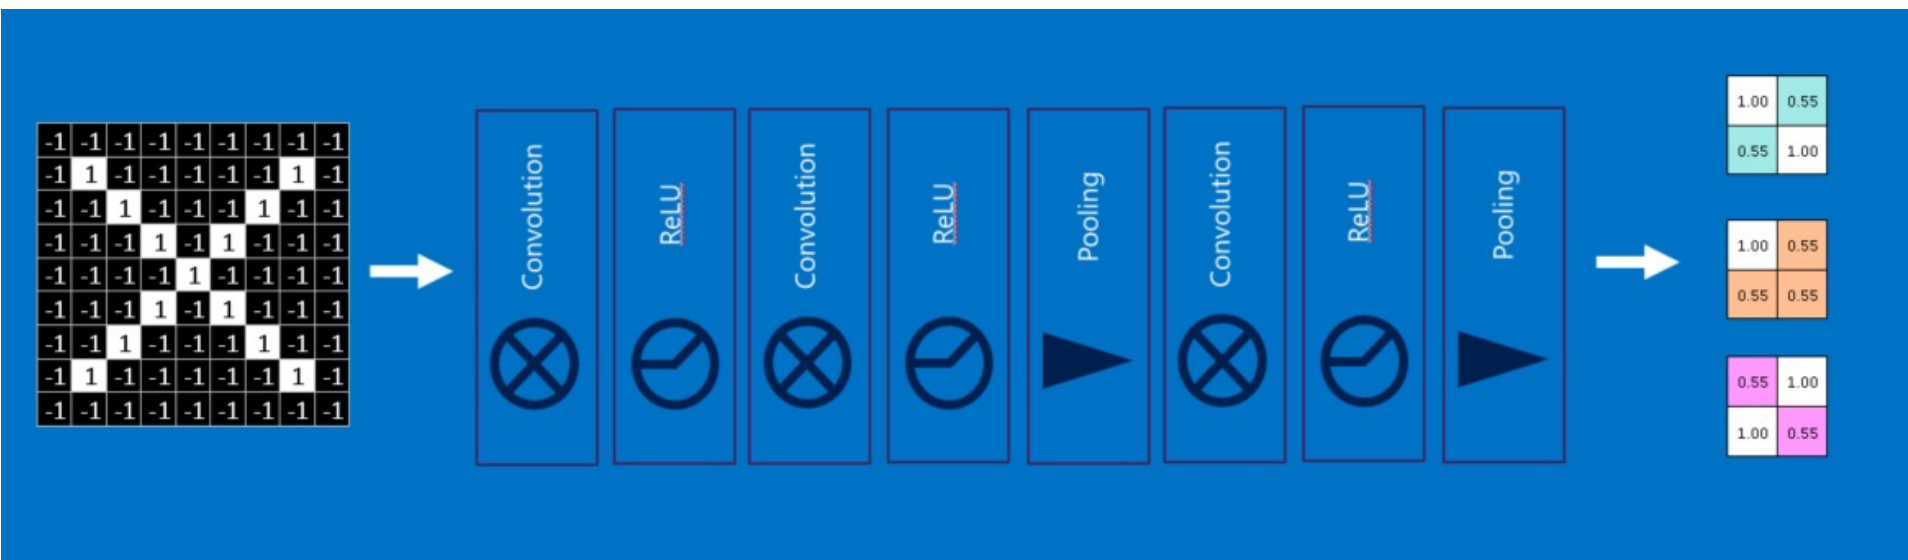 -1 -1 -1 -1 -1 -1 -1 -1 -1
-1 1 -1 -1 -1 -1 -1 1 -1
-1 -1 1 -1 -1 -1 1 -1 -1
-1 -1 -1 1 -1 1 -1 -1 -1
-1 -1 -1 -1 1 -1 -1 -1 -1
-1 -1 -1 1 -1 1 -1 -1 -1
-1 -1 1 -1 -1 -1 1 -1 -1
-1 1 -1 -1 -1 -1 -1 1 -1
-1 -1 -1 -1 -1 -1 -1 -1 -1
Convolution
ReLU
Convolution
ReLU
Pooling
Convolution
ReLU
Pooling
1.00 0.55
0.55 1.00
1.00 0.55
0.55 0.55
0.55 1.00
1.00 0.55